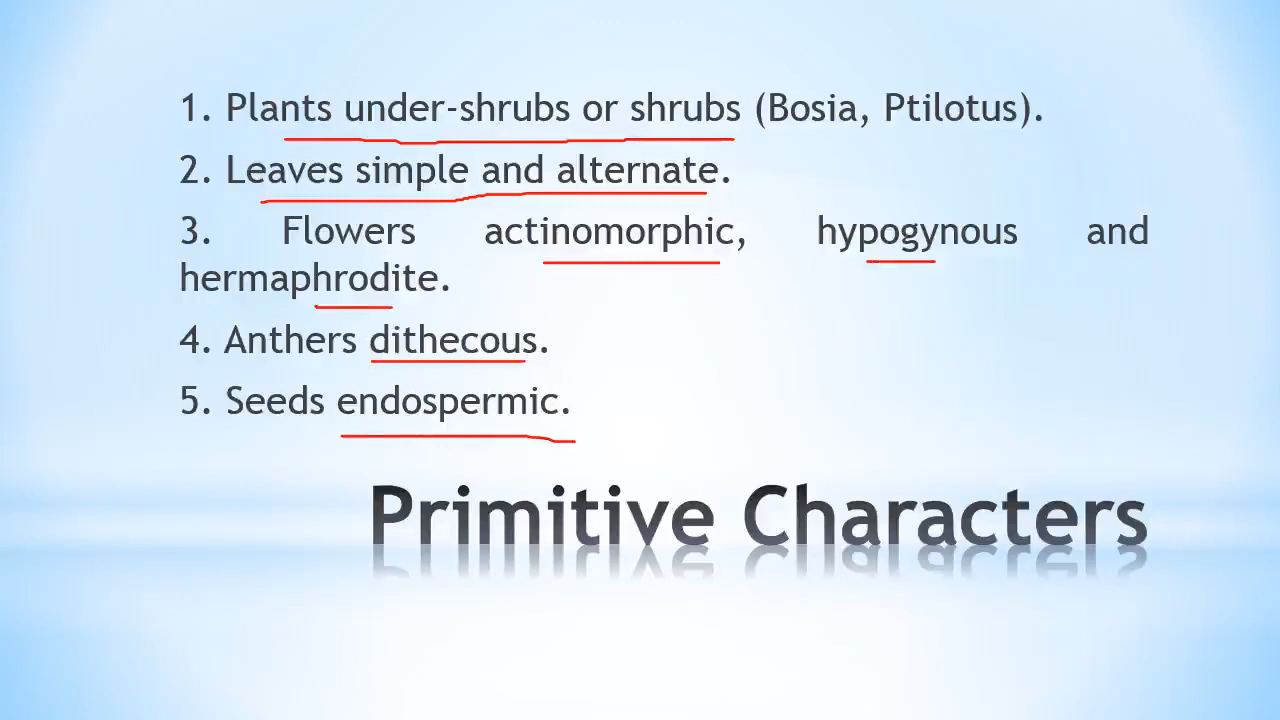 1. Plants under-shrubs or shrubs (Bosia, Ptilotus).
2. Leaves simple and alternate.
3. Flowers actinomorphic, hypogynous and
hermaphrodite.
4. Anthers dithecous.
5. Seeds endospermic.
Primitive Characters